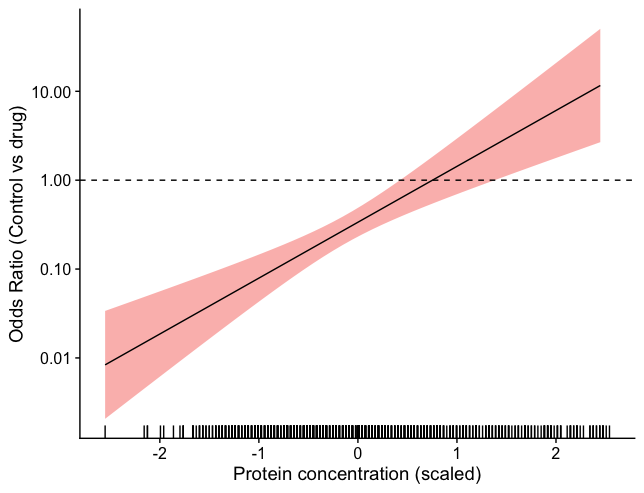 Odds Ratio (Control vs drug)
10.00
1.00
0.10
0.01
-2 -1 0 1 2
Protein concentration (scaled)